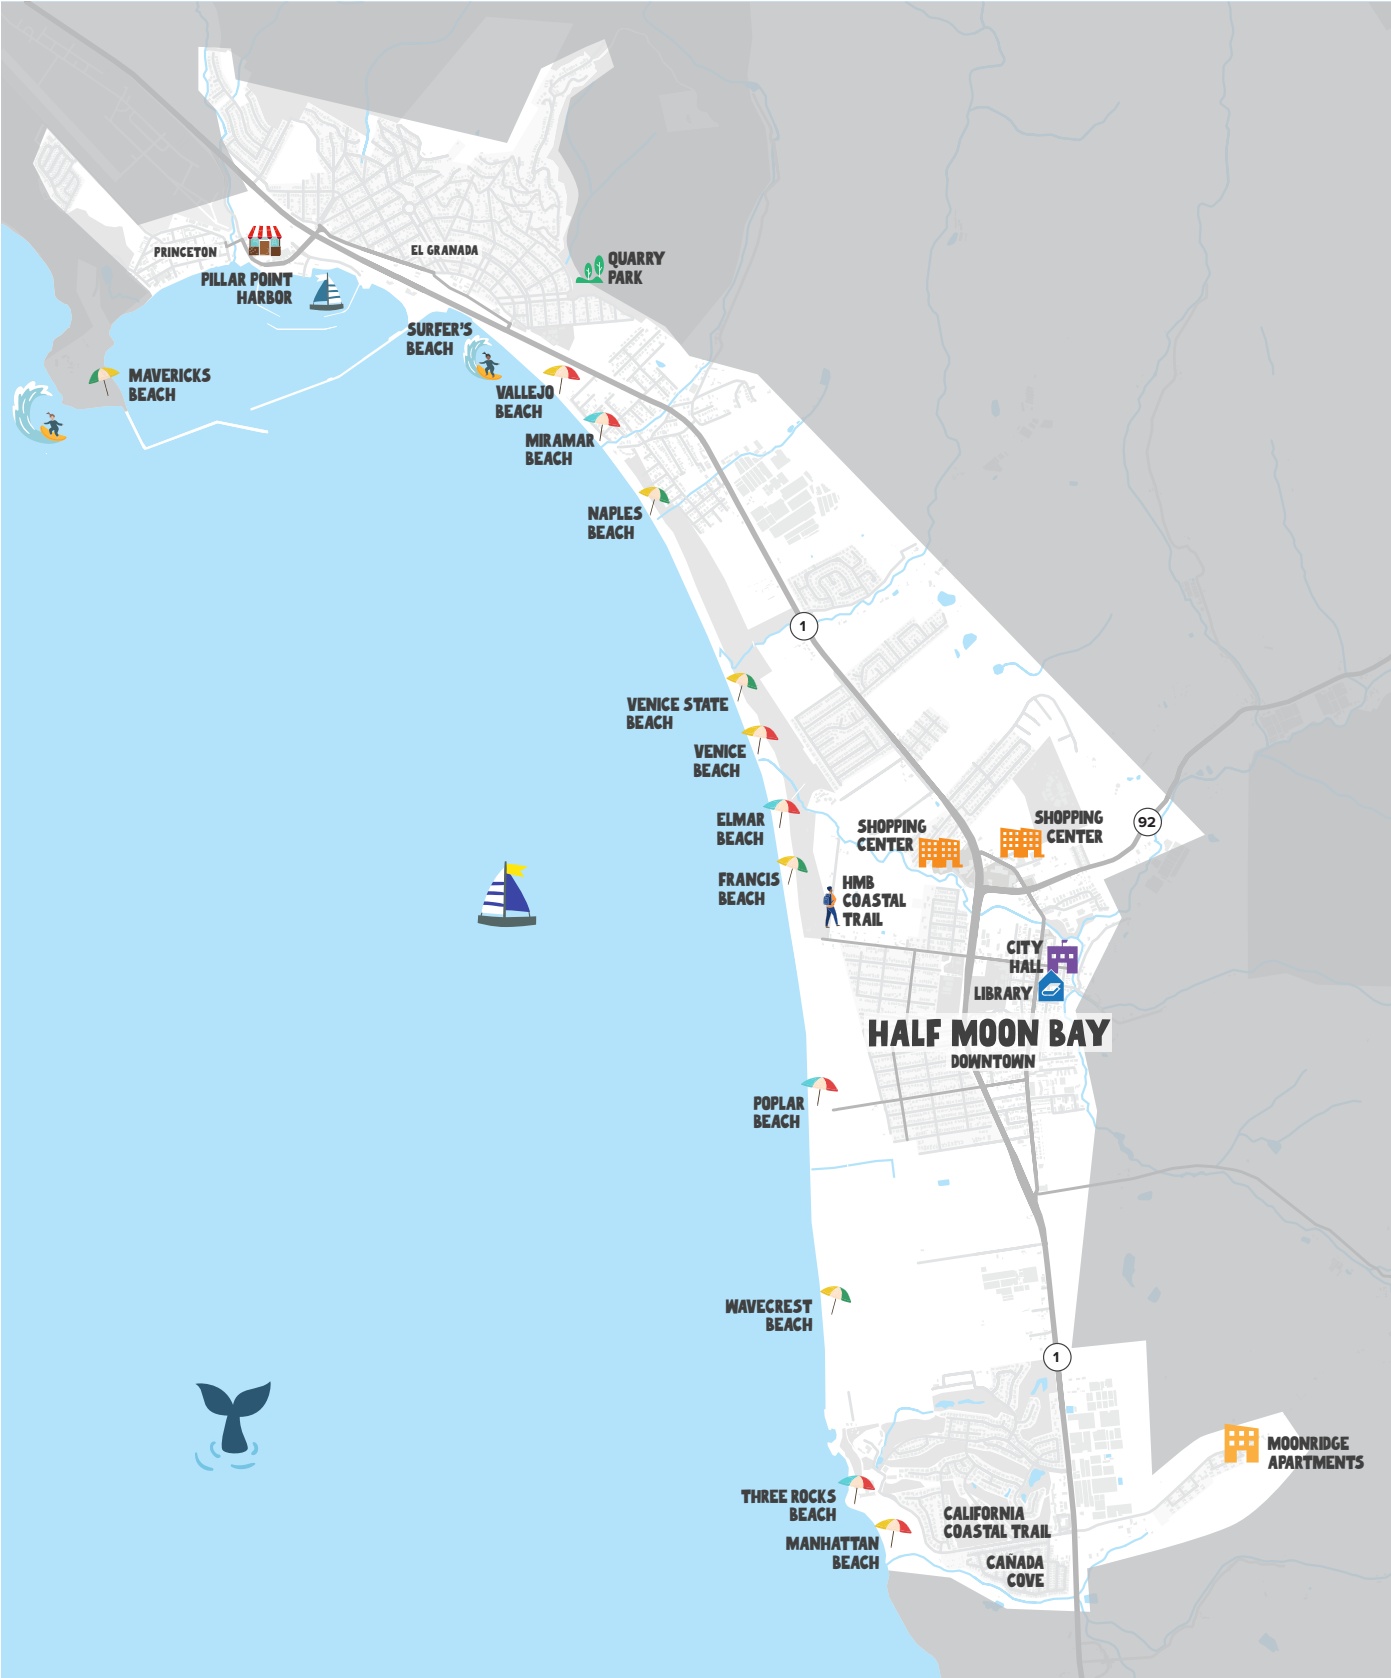 PRINCETON
EL GRANADA
QUARRY
PARK
PILLAR POINT
HARBOR
SURFER'S
BEACH
MAVERICKS
BEACH
VALLEJO
BEACH
MIRAMAR
BEACH
NAPLES
BEACH
1
VENICE STATE
BEACH
VENICE
BEACH
ELMAR
BEACH
SHOPPING
CENTER
SHOPPING
CENTER
92
FRANCIS
BEACH
HMB
COASTAL
TRAIL
CITY
HALL
LIBRARY
HALF MOON BAY
DOWNTOWN
POPLAR
BEACH
WAVECREST
BEACH
1
MOONRIDGE
APARTMENTS
THREE ROCKS
BEACH
CALIFORNIA
COASTAL TRAIL
MANHATTAN
BEACH
CAÑADA
COVE